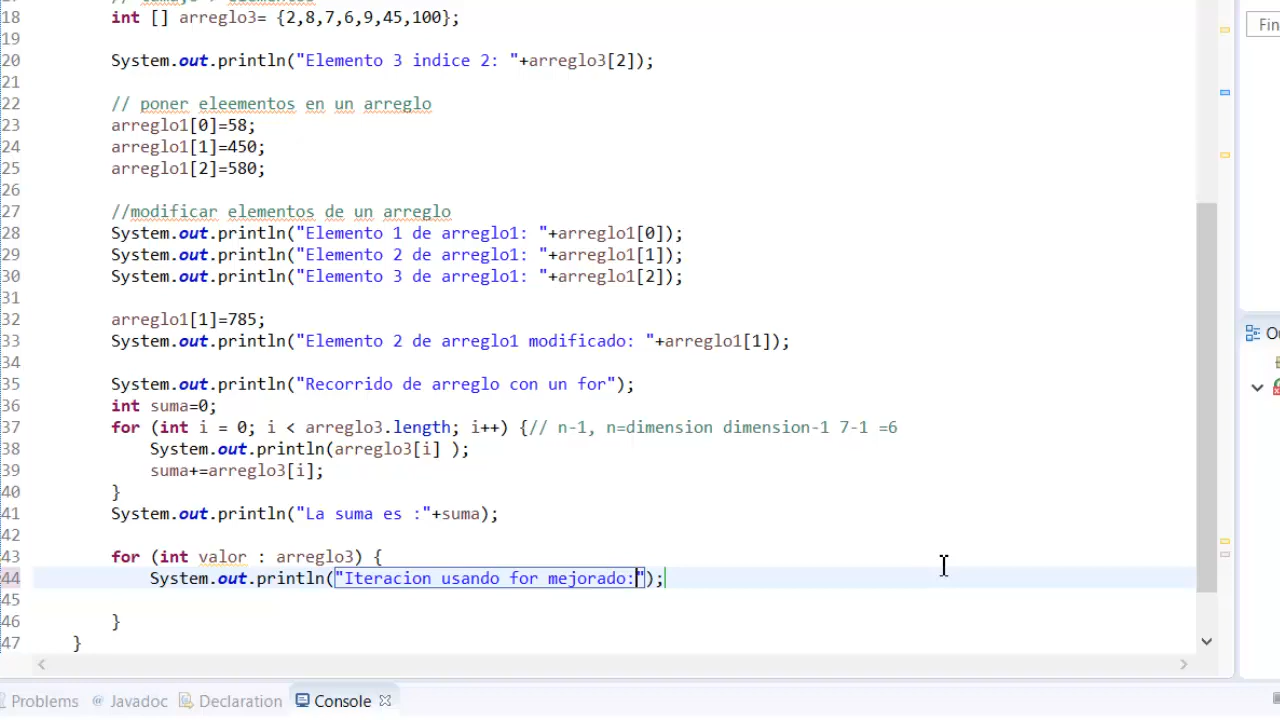 18 int [] arreglo3= {2,8,7,6,9,45,100};
19
20 System.out.println("Elemento 3 indice 2: "+arreglo3[2]);
21
22 // poner eleementos en un arreglo
23 arreglo1[0]=58;
24 arreglo1[1]=450;
25 arreglo1[2]=580;
26
27 //modificar elementos de un arreglo
28 System.out.println("Elemento 1 de arreglo1: "+arreglo1[0]);
29 System.out.println("Elemento 2 de arreglo1: "+arreglo1[1]);
30 System.out.println("Elemento 3 de arreglo1: "+arreglo1[2]);
31
32 arreglo1[1]=785;
33 System.out.println("Elemento 2 de arreglo1 modificado: "+arreglo1[1]);
34
35 System.out.println("Recorrido de arreglo con un for");
36 int suma=0;
37 for (int i = 0; i < arreglo3.length; i++) {// n-1, n=dimension dimension-1 7-1 =6
38 System.out.println(arreglo3[i] );
39 suma+=arreglo3[i];
40 }
41 System.out.println("La suma es :"+suma);
42
43 for (int valor : arreglo3) {
44 System.out.println("Iteracion usando for mejorado:");
45
46 }
47 }
Problems @ Javadoc Declaration Console